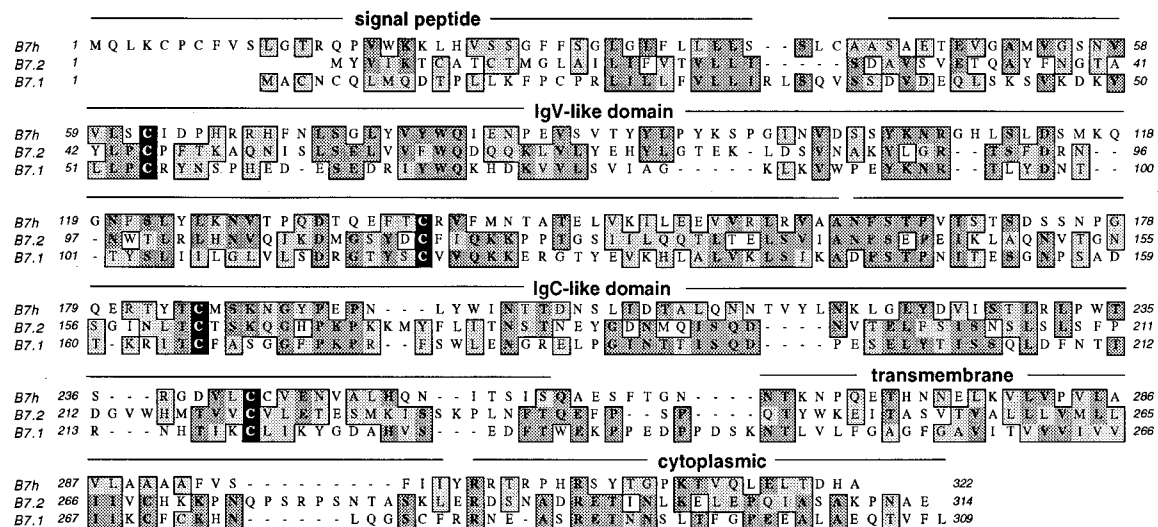 signal peptide
B7h 1 M Q L K C P C F V S L G T R Q P V W K K L H V S S G F F S G L G L F L L L L S - - S L C A A S A E T E V G A M V G S N V 58
B7.2 1 M Y V I K T C A T C T M G L A I L I F V T V L L I - - - - - S D A V S V E T Q A Y F N G T A 41
B7.1 1 M A C N C Q L M Q D T P L L K F P C P R L I L L F V L L I R L S Q V S S D V D E Q L S K S V K D K Y 50
IgV-like domain
B7h 59 V L S C I D P H R R H F N L S G L Y V Y W Q I E N P E V S V T Y Y L P Y K S P G I N V D S S Y K N R G H L S L D S M K Q 118
B7.2 42 Y L P C P F T K A Q N I S L S E L V V F W Q D Q Q K L V L Y E H Y L G T E K - L D S V N A K Y L G R - - T S F D R N - - 96
B7.1 51 L L P C R Y N S P H E D - E S E D R I Y W Q K H D K V V L S V I A G - - - - - K L K V W P E Y K N R - - T L Y D N T - - 100
B7h 119 G N F S L Y L K N V T P Q D T Q E F T C R V F M N T A T E L V K I L E E V V R L R V A A N F S T P V I S T S D S S N P G 178
B7.2 97 - N W T L R L H N V Q I K D M G S Y D C F I Q K K P P T G S I I L Q Q T L T E L S V I A N F S E P E I K L A Q N V T G N 155
B7.1 101 - T Y S L I I L G L V L S D R G T Y S C V V Q K K E R G T Y E V K H L A L V K L S I K A D F S T P N I T E S G N P S A D 159
IgC-like domain
B7h 179 Q E R T Y T C M S K N G Y P E P N - - - L Y W I N T T D N S L I D T A L Q N N T V Y L N K L G L Y D V I S T L R L P W T 235
B7.2 156 S G I N L T C T S K Q G H P K P K K M Y F L I T N S T N E Y G D N M Q I S Q D - - - - N V T E L F S I S N S L S L S F P 211
B7.1 160 T - K R I T C F A S G G F P K P R - - F S W L E N G R E L P G I N T T I S Q D - - - - P E S E L Y T I S S Q L D F N T T 212
transmembrane
B7h 236 S - - - R G D V L C C V E N V A L H Q N - - I T S I S Q A E S F T G N - - - - N T K N P Q E T H N N E L K V L V P V L A 286
B7.2 212 D G V W H M T V V C V L E T E S M K I S S K P L N F T Q E F P - S P - - - - - Q T Y W K E I T A S V T V A L L L V M L L 265
B7.1 213 R - - - N H T I K C L I K Y G D A H V S - - - E D F T W E K P P E D P P D S K N T L V L F G A G F G A V I T V V V I V V 266
cytoplasmic
B7h 287 V L A A A A F V S - - - - - - - - - F I I Y R R T R P H R S Y T G P K T V Q L E L T D H A 322
B7.2 266 I I V C H K K P N Q P S R P S N T A S K L E R D S N A D R E T I N L K E L E P Q I A S A K P N A E 314
B7.1 267 I I K C F C K H N - - - - - - L Q G S C F R R N E - A S R E T N N S L T F G P E E A L A E Q T V F L 309